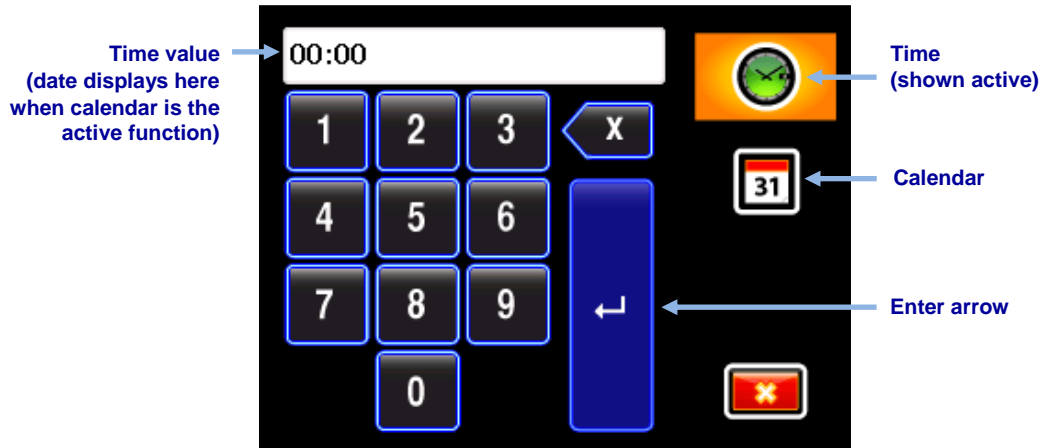 Time value
(date displays here
when calendar is the
active function)
00:00
Time
(shown active)
1 2 3 X
31
Calendar
4 5 6
7 8 9
Enter arrow
0